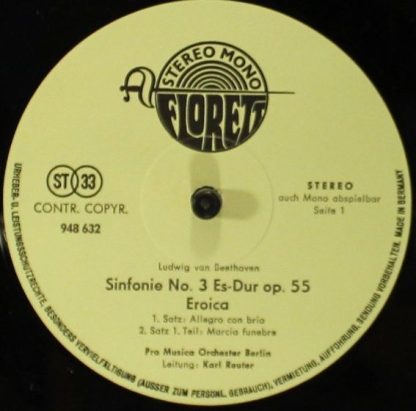 STEREO MONO
FLORETT
ST 33
CONTR. COPYR.
948 632
STEREO
auch Mono abspielbar
Seite 1
Ludwig van Beethoven
Sinfonie No. 3 Es-Dur op. 55
Eroica
1. Satz: Allegro con brio
2. Satz 1. Teil: Marcia funebre
Pro Musica Orchester Berlin
Leitung: Karl Reuter
URHEBER- U. LEISTUNGSSCHUTZRECHTE, BESONDERS VERVIELFÄLTIGUNG (AUSSER ZUM PERSÖNL. GEBRAUCH), VERMIETUNG, AUFFÜHRUNG, SENDUNG VORBEHALTEN. MADE IN GERMANY